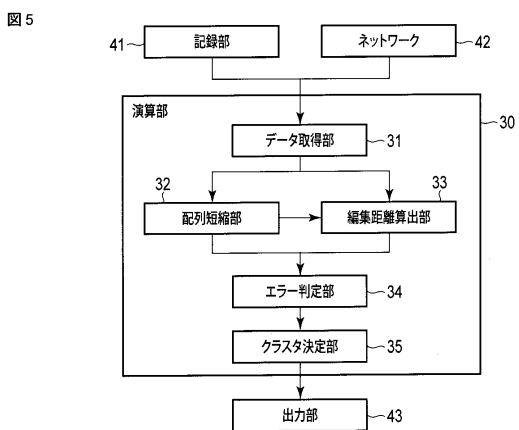 図5
41
記録部
ネットワーク
42
演算部
30
データ取得部
31
32
33
配列短縮部
編集距離算出部
エラー判定部
34
クラスタ決定部
35
出力部
43